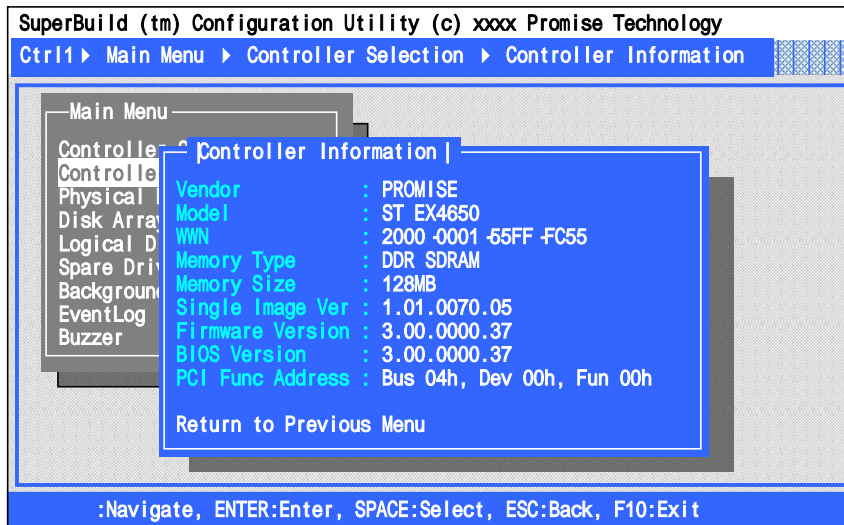 SuperBuild (tm) Configuration Utility (c) xxxx Promise Technology
Ctrl1 Main Menu Controller Selection Controller Information
Main Menu
Controlle
Controlle
Physical
Disk Array
Logical D
Spare Driv
Background
EventLog
Buzzer
Controller Information
Vendor : PROMISE
Model : ST EX4650
WWN : 2000 -0001 -55FF -FC55
Memory Type : DDR SDRAM
Memory Size : 128MB
Single Image Ver : 1.01.0070.05
Firmware Version : 3.00.0000.37
BIOS Version : 3.00.0000.37
PCI Func Address : Bus 04h, Dev 00h, Fun 00h
Return to Previous Menu
:Navigate, ENTER:Enter, SPACE:Select, ESC:Back, F10:Exit